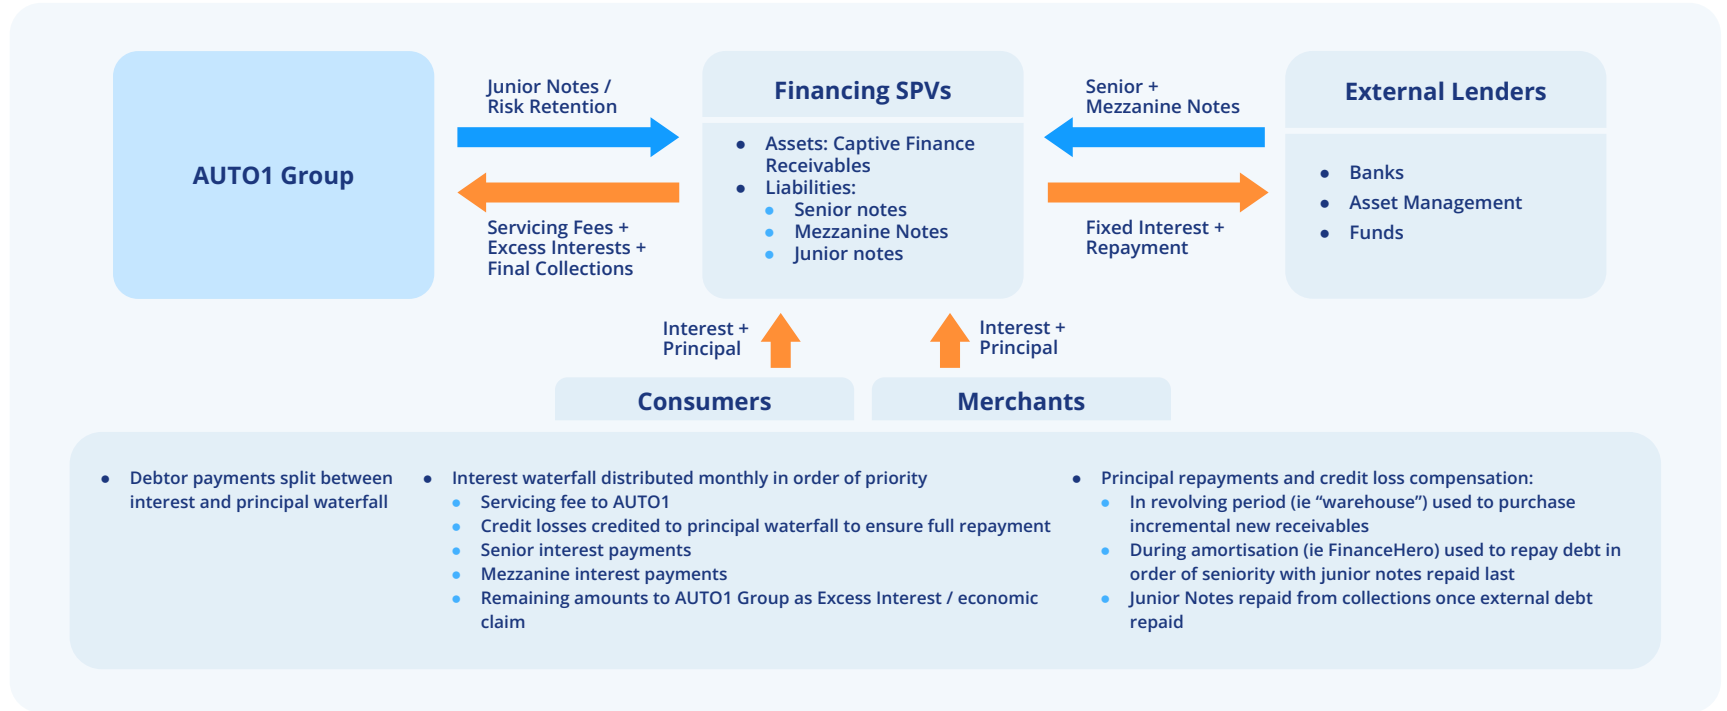 AUTO1 Group
Junior Notes /
Risk Retention
Servicing Fees +
Excess Interests +
Final Collections
Financing SPVs
● Assets: Captive Finance
Receivables
● Liabilities:
● Senior notes
● Mezzanine Notes
● Junior notes
Senior +
Mezzanine Notes
Fixed Interest +
Repayment
External Lenders
● Banks
● Asset Management
● Funds
Interest +
Principal
Interest +
Principal
Consumers
Merchants
● Debtor payments split between
interest and principal waterfall
● Interest waterfall distributed monthly in order of priority
● Servicing fee to AUTO1
● Credit losses credited to principal waterfall to ensure full repayment
● Senior interest payments
● Mezzanine interest payments
● Remaining amounts to AUTO1 Group as Excess Interest / economic
claim
● Principal repayments and credit loss compensation:
● In revolving period (ie “warehouse”) used to purchase
incremental new receivables
● During amortisation (ie FinanceHero) used to repay debt in
order of seniority with junior notes repaid last
● Junior Notes repaid from collections once external debt
repaid